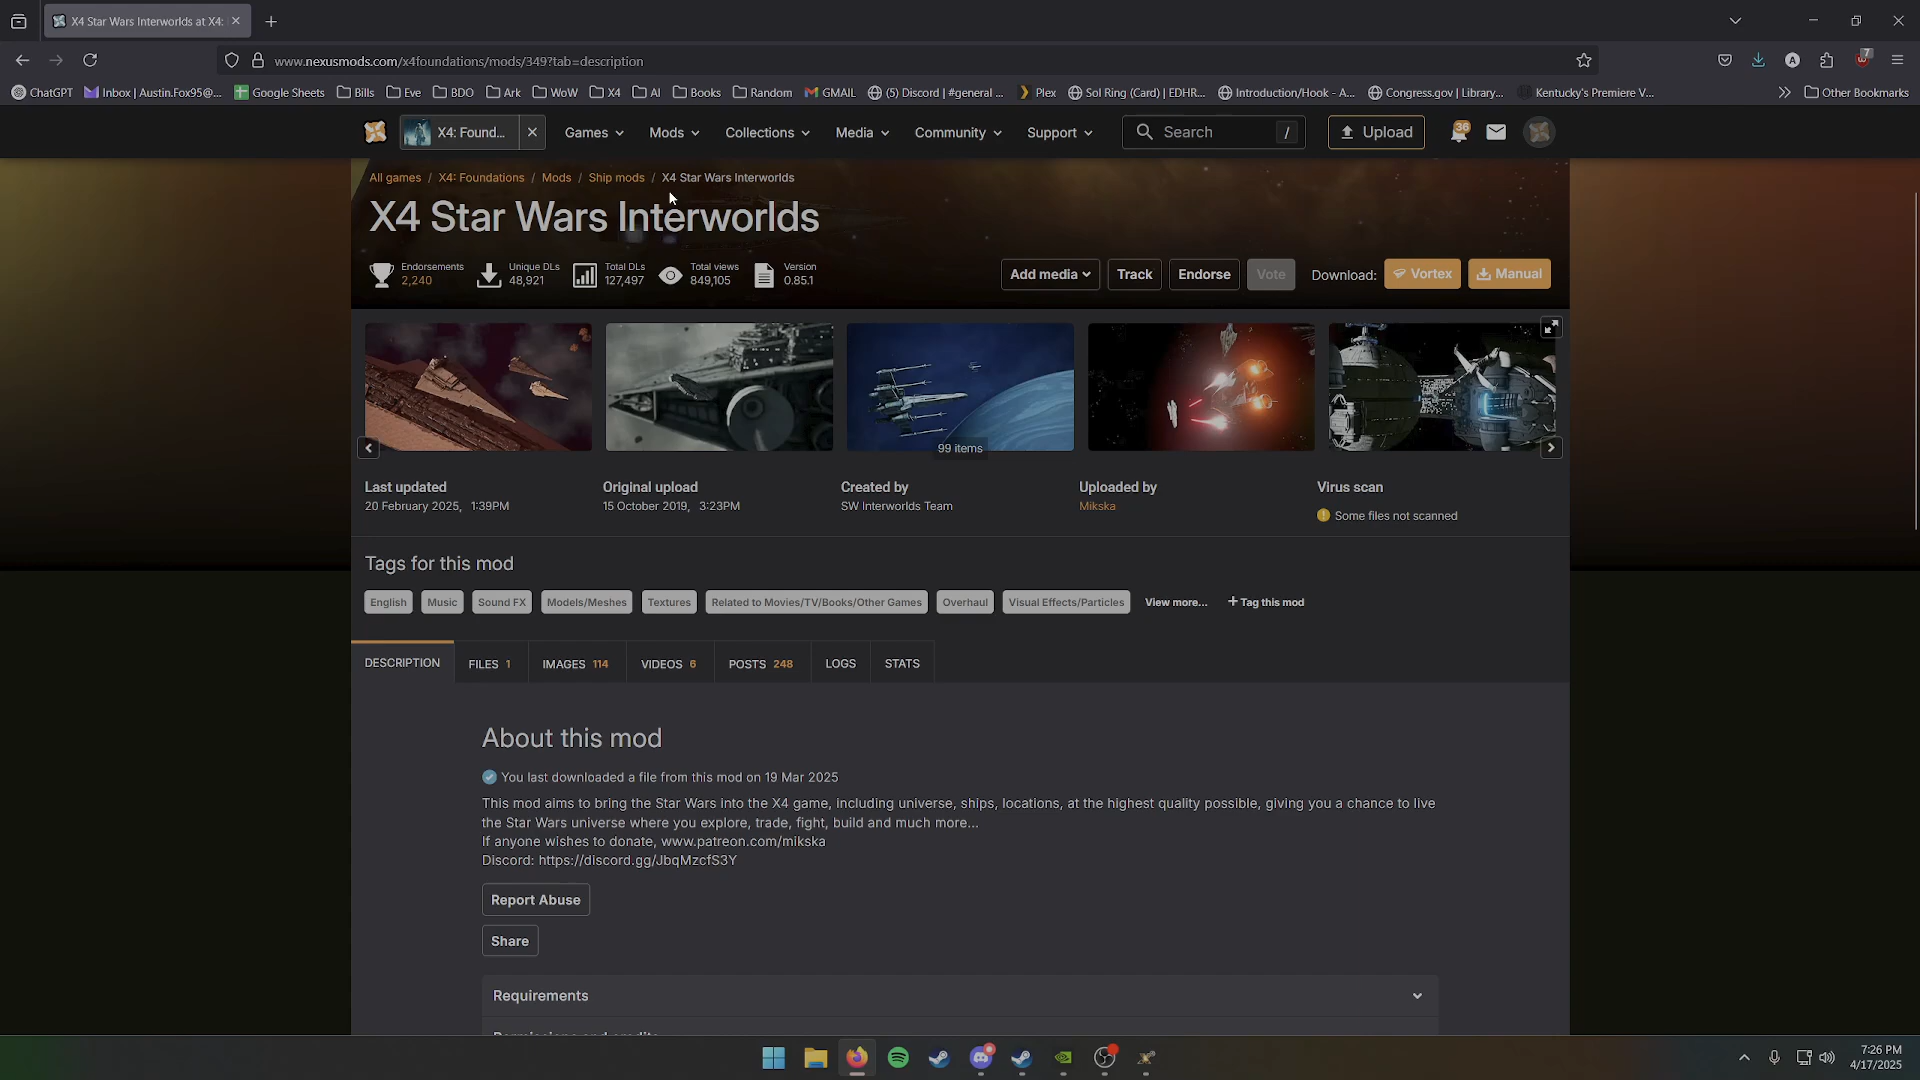 X4 Star Wars Interworlds at X4:
www.nexusmods.com/x4foundations/mods/349?tab=description
7
ChatGPT
Inbox | Austin.Fox95@...
Google Sheets
Bills
Eve
BDO
Ark
WoW
X4
AI
Books
Random
GMAIL
(5) Discord | #general ...
Plex
Sol Ring (Card) | EDHR...
Introduction/Hook - A...
Congress.gov | Library...
Kentucky's Premiere V...
Other Bookmarks
X4: Found...
Games
Mods
Collections
Media
Community
Support
Search
/
Upload
36
All games / X4: Foundations / Mods / Ship mods / X4 Star Wars Interworlds
X4 Star Wars Interworlds
Endorsements
2,240
Unique DLs
48,921
Total DLs
127,497
Total views
849,105
Version
0.85.1
Add media
Track
Endorse
Vote
Download:
Vortex
Manual
99 items
Last updated
20 February 2025, 1:39PM
Original upload
15 October 2019, 3:23PM
Created by
SW Interworlds Team
Uploaded by
Mikska
Virus scan
Some files not scanned
Tags for this mod
English
Music
Sound FX
Models/Meshes
Textures
Related to Movies/TV/Books/Other Games
Overhaul
Visual Effects/Particles
View more...
+ Tag this mod
DESCRIPTION
FILES 1
IMAGES 114
VIDEOS 6
POSTS 248
LOGS
STATS
About this mod
You last downloaded a file from this mod on 19 Mar 2025
This mod aims to bring the Star Wars into the X4 game, including universe, ships, locations, at the highest quality possible, giving you a chance to live
the Star Wars universe where you explore, trade, fight, build and much more...
If anyone wishes to donate, www.patreon.com/mikska
Discord: https://discord.gg/JbqMzcfS3Y
Report Abuse
Share
Requirements
Permissions and credits
7:26 PM
4/17/2025